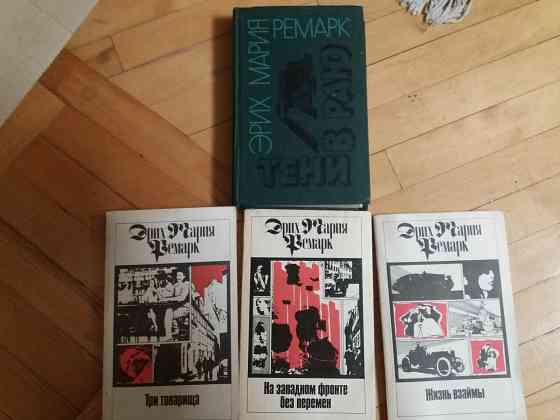 ЭРИХ МАРИЯ РЕМАРК
ТЕНИ В РАЮ
Эрих Мария
Ремарк
Три товарища
Эрих Мария
Ремарк
На западном фронте
без перемен
Эрих Мария
Ремарк
Жизнь взаймы